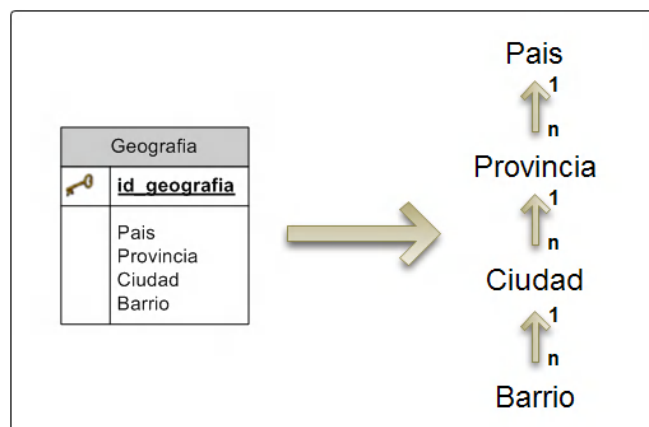 Geografia
id_geografia
Pais
Provincia
Ciudad
Barrio
Pais
1
n
Provincia
1
n
Ciudad
1
n
Barrio